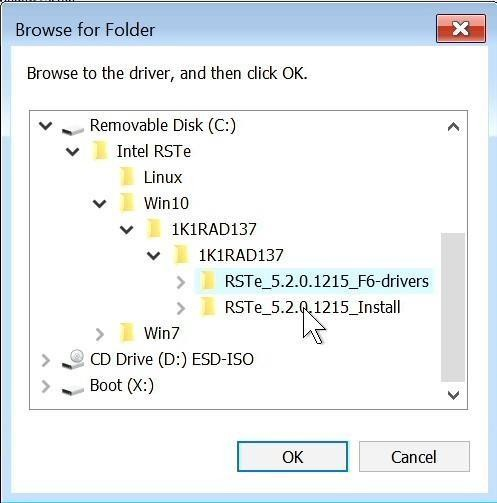 Browse for Folder
Browse to the driver, and then click OK.
Removable Disk (C:)
Intel RSTe
Linux
Win10
1K1RAD137
1K1RAD137
RSTe_5.2.0.1215_F6-drivers
RSTe_5.2.0.1215_Install
Win7
CD Drive (D:) ESD-ISO
Boot (X:)
OK
Cancel